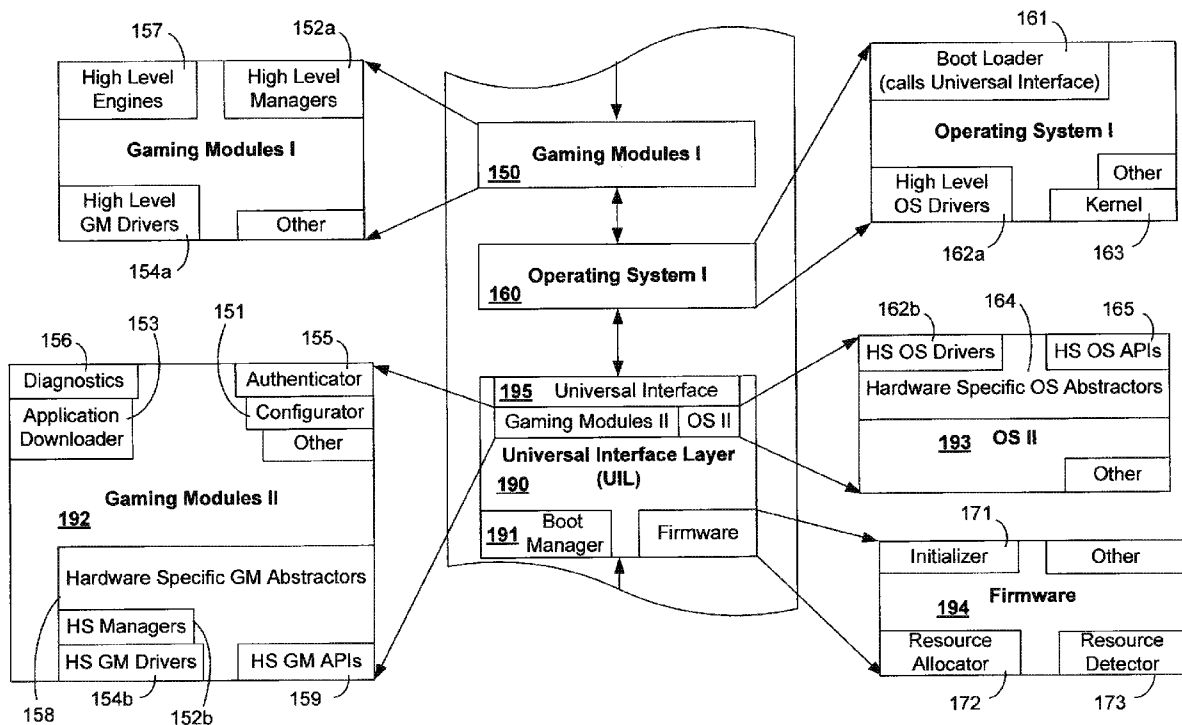 157
152a
High Level
Engines
High Level
Managers
Gaming Modules I
High Level
GM Drivers
Other
154a
Gaming Modules I
150
Operating System I
160
161
Boot Loader
(calls Universal Interface)
Operating System I
Other
High Level
OS Drivers
Kernel
162a
163
156
153
151
155
Diagnostics
Authenticator
Application
Downloader
Configurator
Other
Gaming Modules II
192
Hardware Specific GM Abstractors
HS Managers
HS GM Drivers
HS GM APIs
158
154b
152b
159
195 Universal Interface
Gaming Modules II
OS II
Universal Interface Layer
190 (UIL)
191 Boot
Manager
Firmware
162b
164
165
HS OS Drivers
HS OS APIs
Hardware Specific OS Abstractors
193 OS II
Other
171
Initializer
Other
194 Firmware
Resource
Allocator
Resource
Detector
172
173